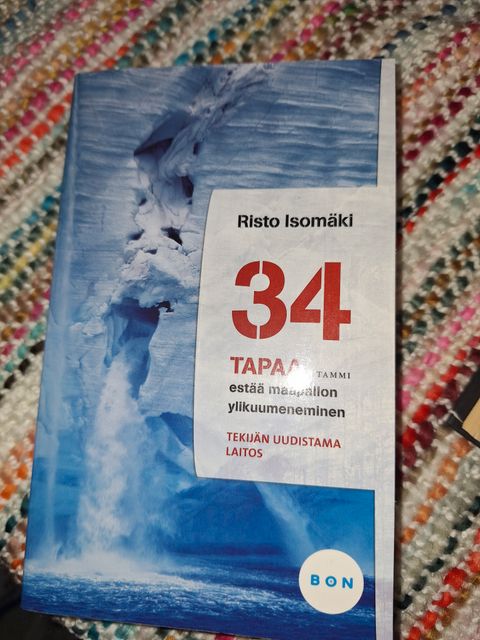 Risto Isomäki
34
TAPAA TAMMI
estää maapallon
ylikuumeneminen
TEKIJÄN UUDISTAMA
LAITOS
BON